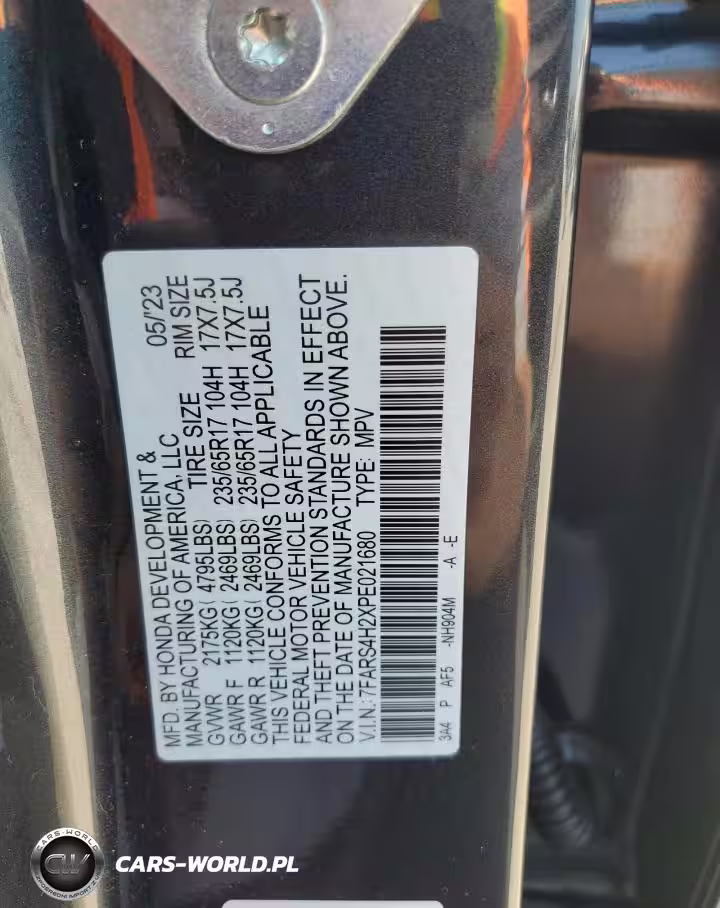 MFD. BY HONDA DEVELOPMENT & 05/'23
MANUFACTURING OF AMERICA, LLC TIRE SIZE RIM SIZE
GVWR 2175KG( 4795LBS)
GAWR F 1120KG( 2469LBS) 235/65R17 104H 17X7.5J
GAWR R 1120KG( 2469LBS) 235/65R17 104H 17X7.5J
THIS VEHICLE CONFORMS TO ALL APPLICABLE
FEDERAL MOTOR VEHICLE SAFETY
AND THEFT PREVENTION STANDARDS IN EFFECT
ON THE DATE OF MANUFACTURE SHOWN ABOVE.
V.I.N.: 7FARS4H2XPE021680 TYPE: MPV
3A4 P AF5 -NH904M -A -E
CARS-WORLD
CW
CARS-WORLD.PL